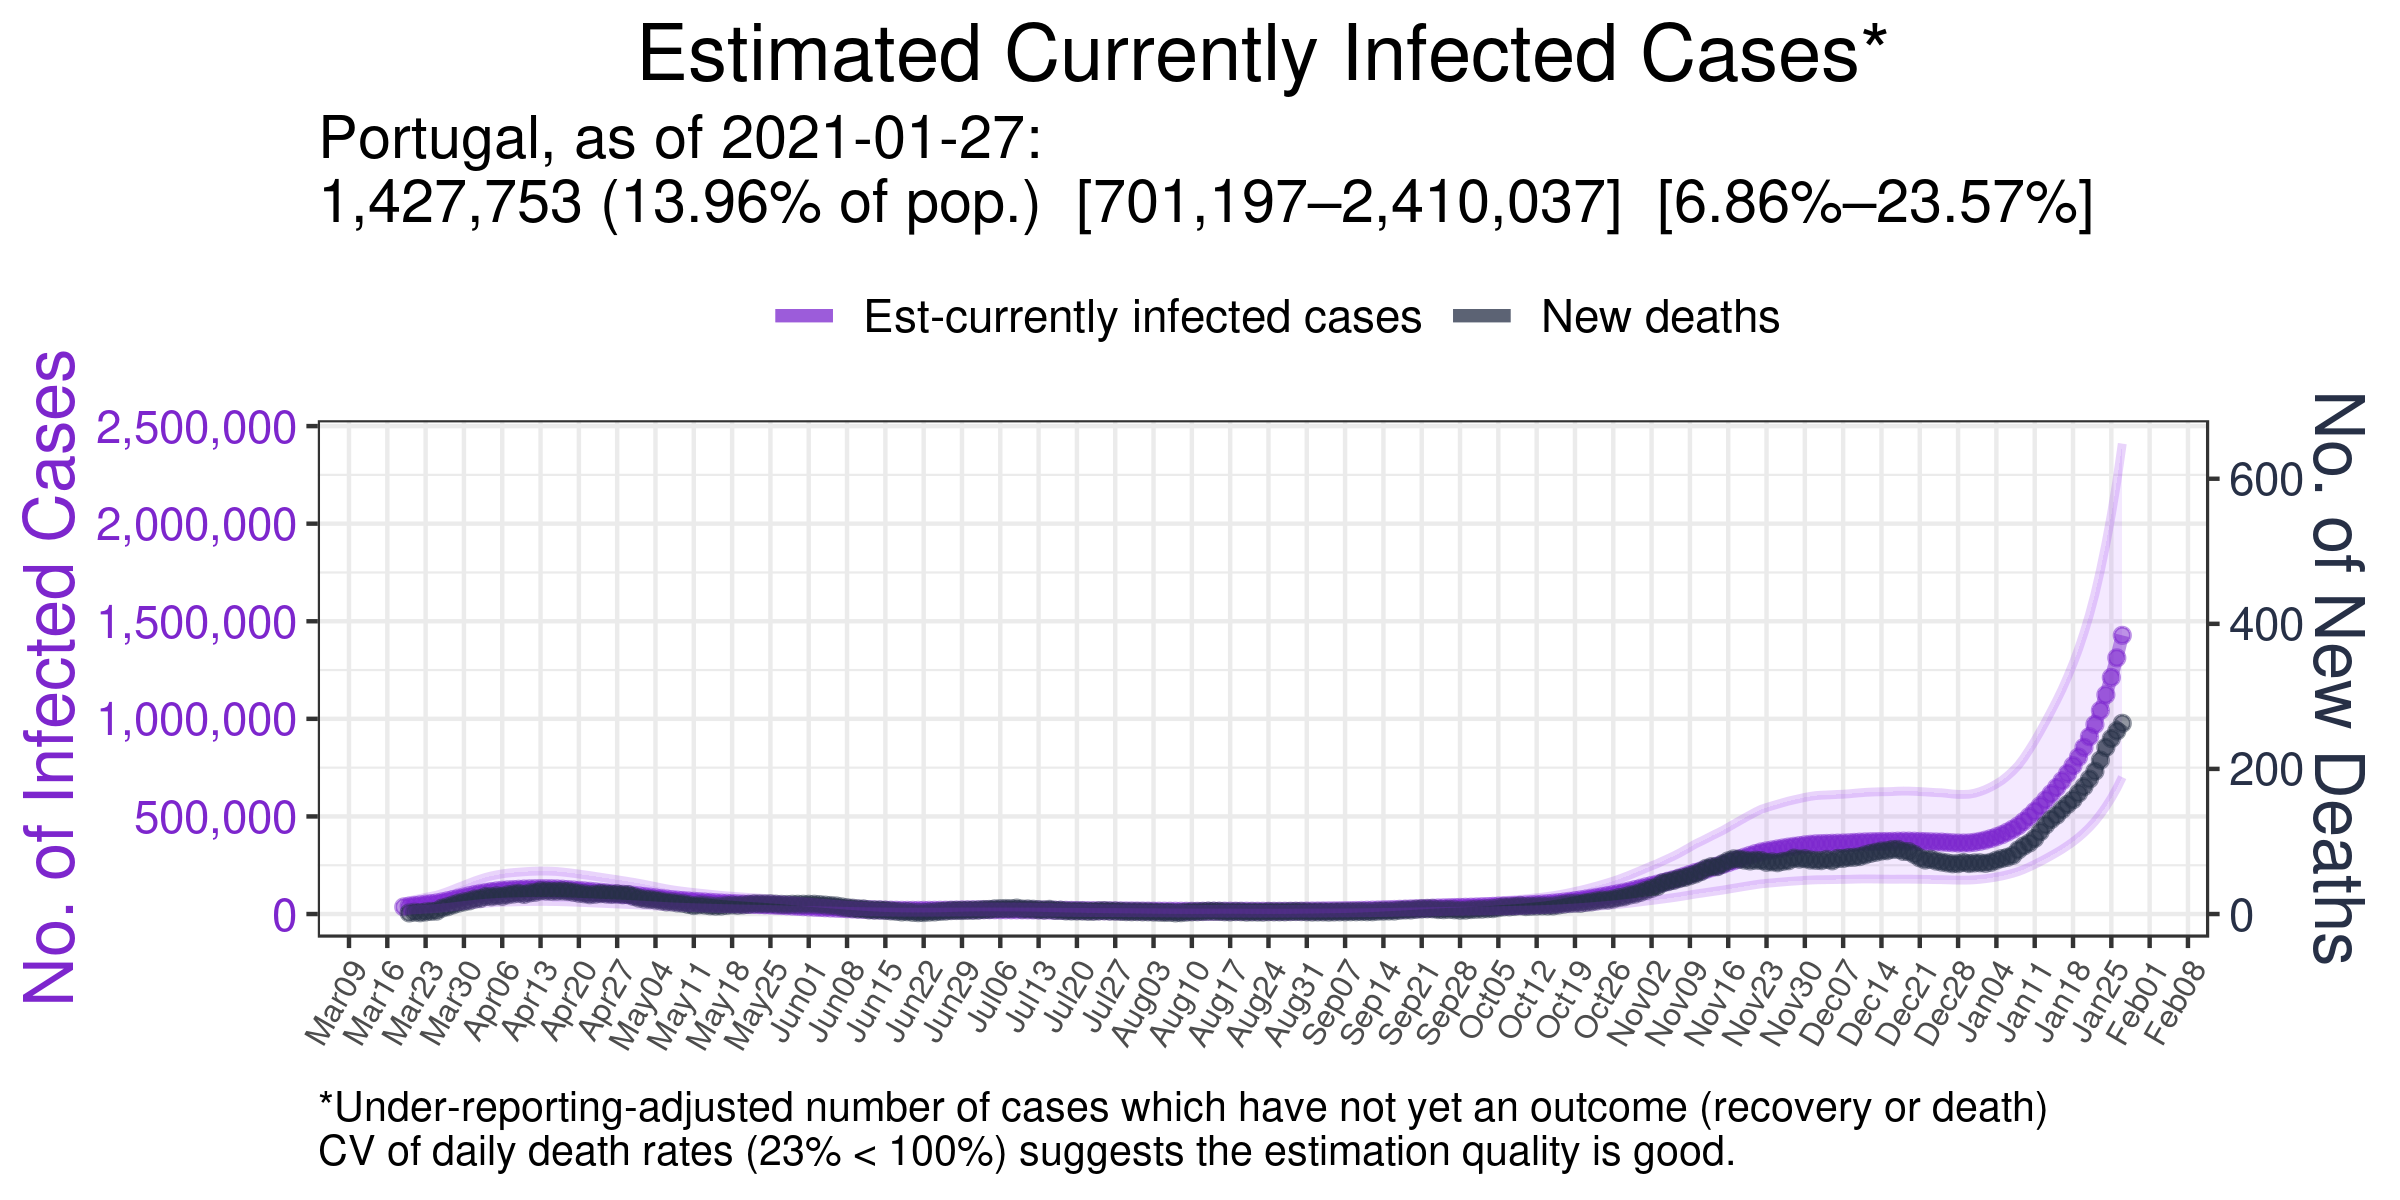 Estimated Currently Infected Cases*
Portugal, as of 2021-01-27:
1,427,753 (13.96% of pop.) [701,197–2,410,037] [6.86%–23.57%]
Est-currently infected cases
New deaths
No. of Infected Cases
2,500,000
2,000,000
1,500,000
1,000,000
500,000
0
600
400
200
0
No. of New Deaths
Mar09
Mar16
Mar23
Mar30
Apr06
Apr13
Apr20
Apr27
May04
May11
May18
May25
Jun01
Jun08
Jun15
Jun22
Jun29
Jul06
Jul13
Jul20
Jul27
Aug03
Aug10
Aug17
Aug24
Aug31
Sep07
Sep14
Sep21
Sep28
Oct05
Oct12
Oct19
Oct26
Nov02
Nov09
Nov16
Nov23
Nov30
Dec07
Dec14
Dec21
Dec28
Jan04
Jan11
Jan18
Jan25
Feb01
Feb08
*Under-reporting-adjusted number of cases which have not yet an outcome (recovery or death)
CV of daily death rates (23% < 100%) suggests the estimation quality is good.